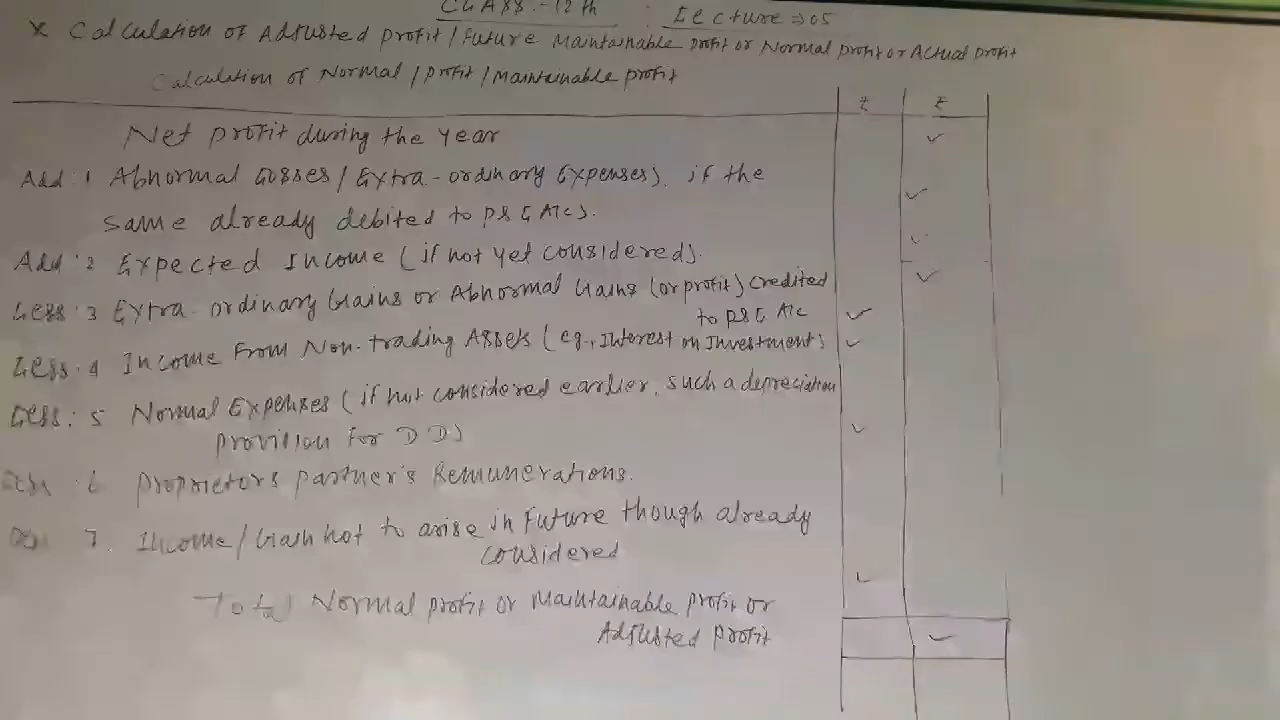 CLASS:-12th : Lecture ⇒ 05
* Calculation of Adjusted profit / Future Maintainable profit or Normal profit or Actual profit
Calculation of Normal / profit / Maintainable profit
₹ ₹
Net profit during the year ✓
Add: 1 Abnormal Losses / Extra-ordinary Expenses). if the
same already debited to P&L A/c). ✓
Add: 2 Expected Income (if not yet considered). ✓
✓
Less: 3 Extra-ordinary Gains or Abnormal Gains (or profit) credited
to P&L A/c ✓
Less: 4 Income From Non-trading Assets (eg., Interest on Investment) ✓
Less: 5 Normal Expenses (if not considered earlier, such a depreciation
provision for DD) ✓
Less: 6 Proprietors partner's Remunerations.
7. Income / Gain not to arise in Future though already
considered
✓
Total Normal profit or Maintainable profit or
Adjusted profit ✓